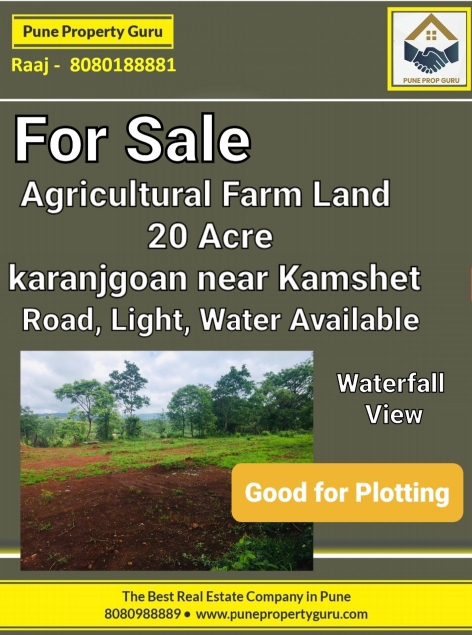 Pune Property Guru
Raaj - 8080188881
PUNE PROP GURU
For Sale
Agricultural Farm Land
20 Acre
karanjgoan near Kamshet
Road, Light, Water Available
Waterfall
View
Good for Plotting
The Best Real Estate Company in Pune
8080988889 • www.punepropertyguru.com